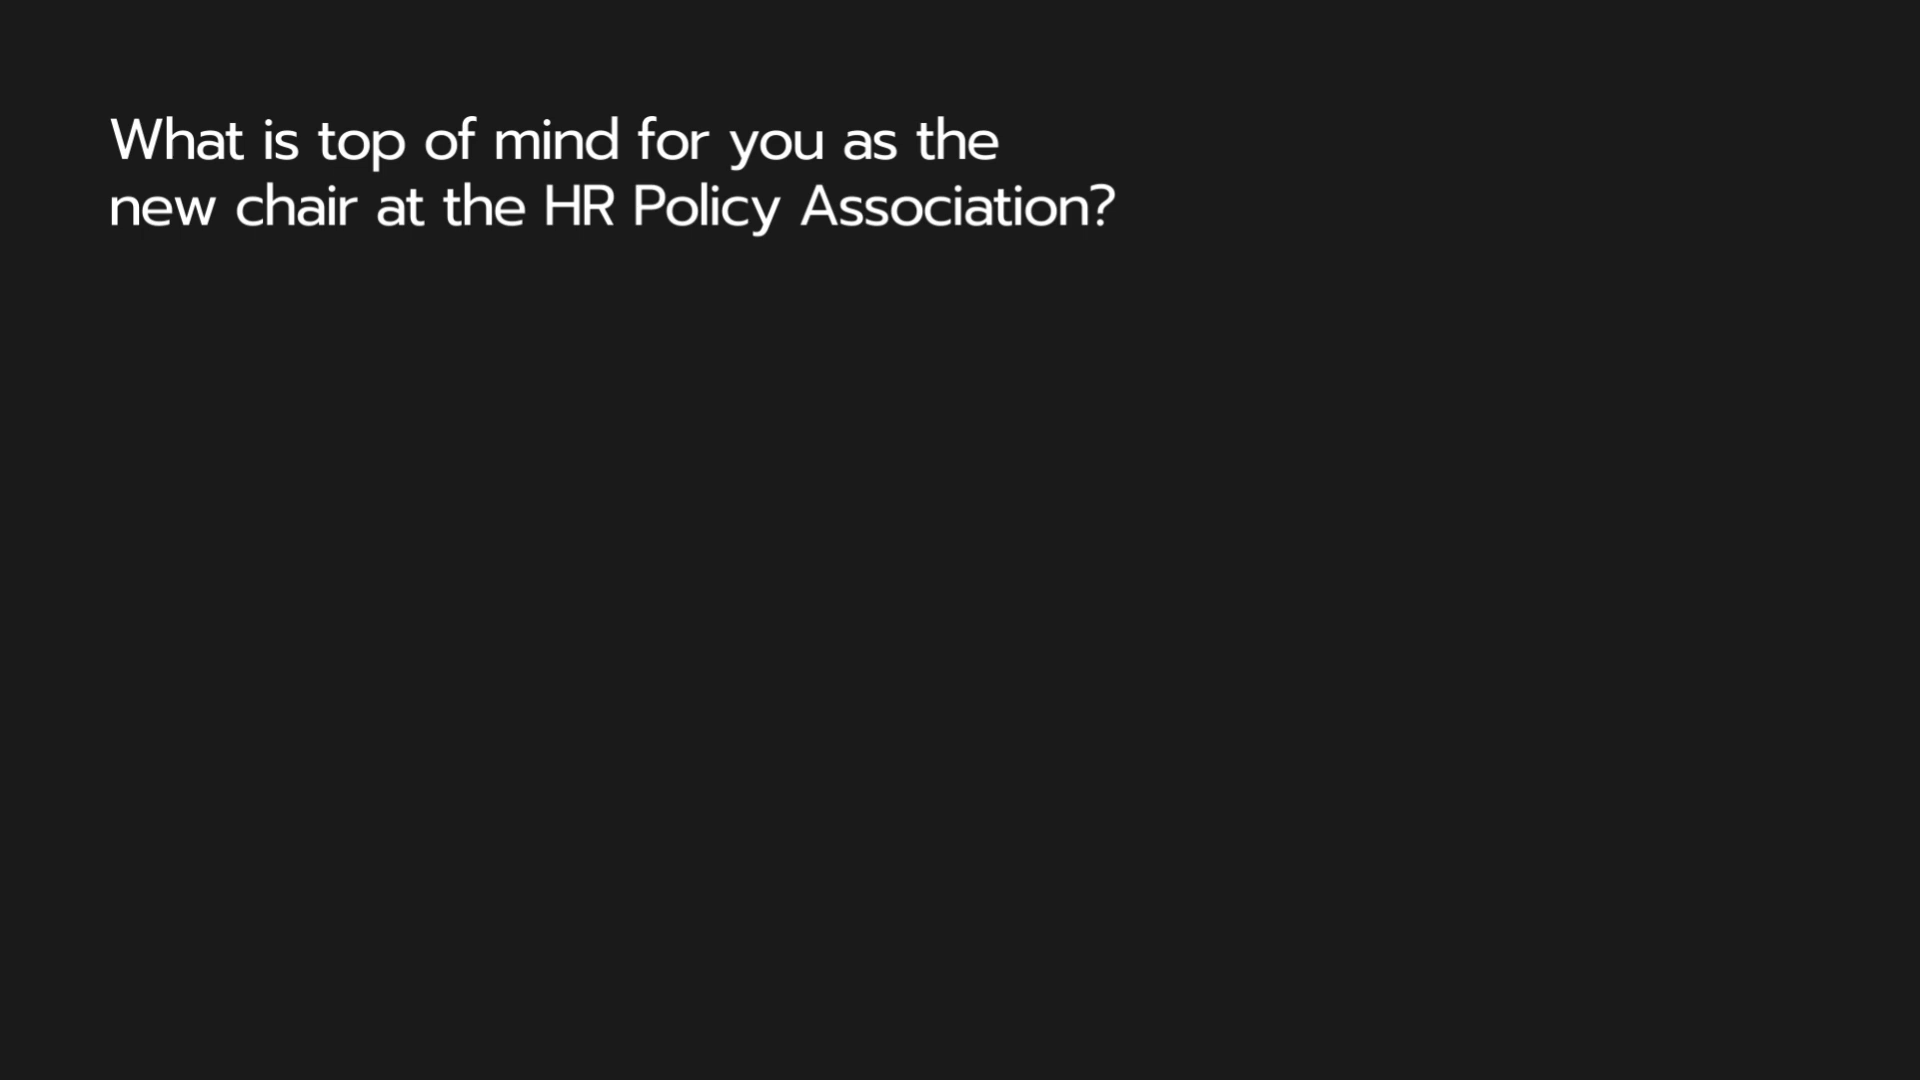 What is top of mind for you as the
new chair at the HR Policy Association?